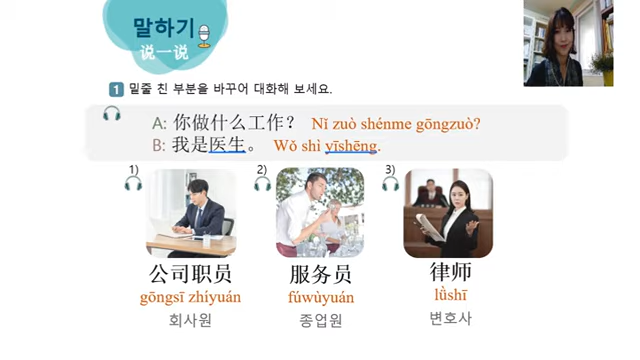 말하기
说一说
1 밑줄 친 부분을 바꾸어 대화해 보세요.
A: 你做什么工作？ Nǐ zuò shénme gōngzuò?
B: 我是医生。 Wǒ shì yīshēng.
1)
2)
3)
公司职员
服务员
律师
gōngsī zhíyuán
fúwùyuán
lǜshī
회사원
종업원
변호사